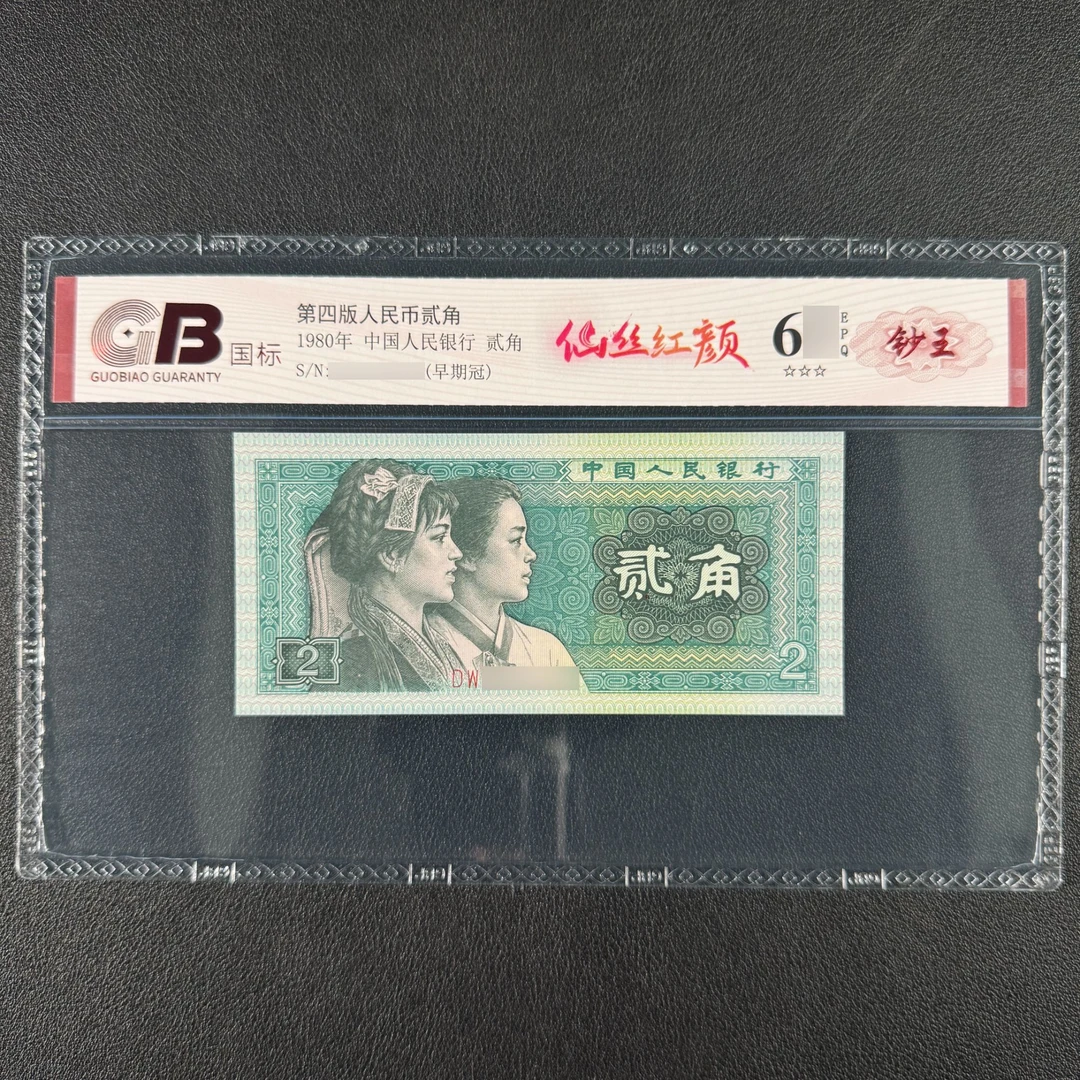 GB 国标
GUOBIAO GUARANTY
第四版人民币贰角
1980年 中国人民银行 贰角
S/N: (早期冠)
仙丝红颜
6
EPQ
☆☆☆
钞王
中国人民银行
贰角
2
DW
2